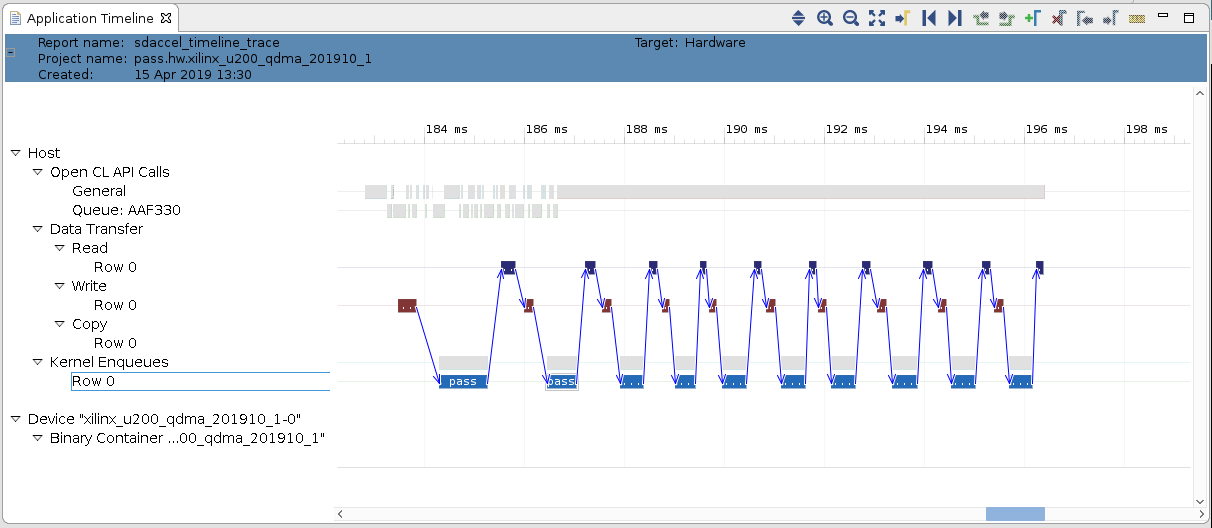 Application Timeline
Report name: sdaccel_timeline_trace Target: Hardware
Project name: pass.hw.xilinx_u200_qdma_201910_1
Created: 15 Apr 2019 13:30
184 ms 186 ms 188 ms 190 ms 192 ms 194 ms 196 ms 198 ms
Host
Open CL API Calls
General
Queue: AAF330
Data Transfer
Read
Row 0
Write
Row 0
Copy
Row 0
Kernel Enqueues
Row 0 pass pass
Device "xilinx_u200_qdma_201910_1-0"
Binary Container ...00_qdma_201910_1"